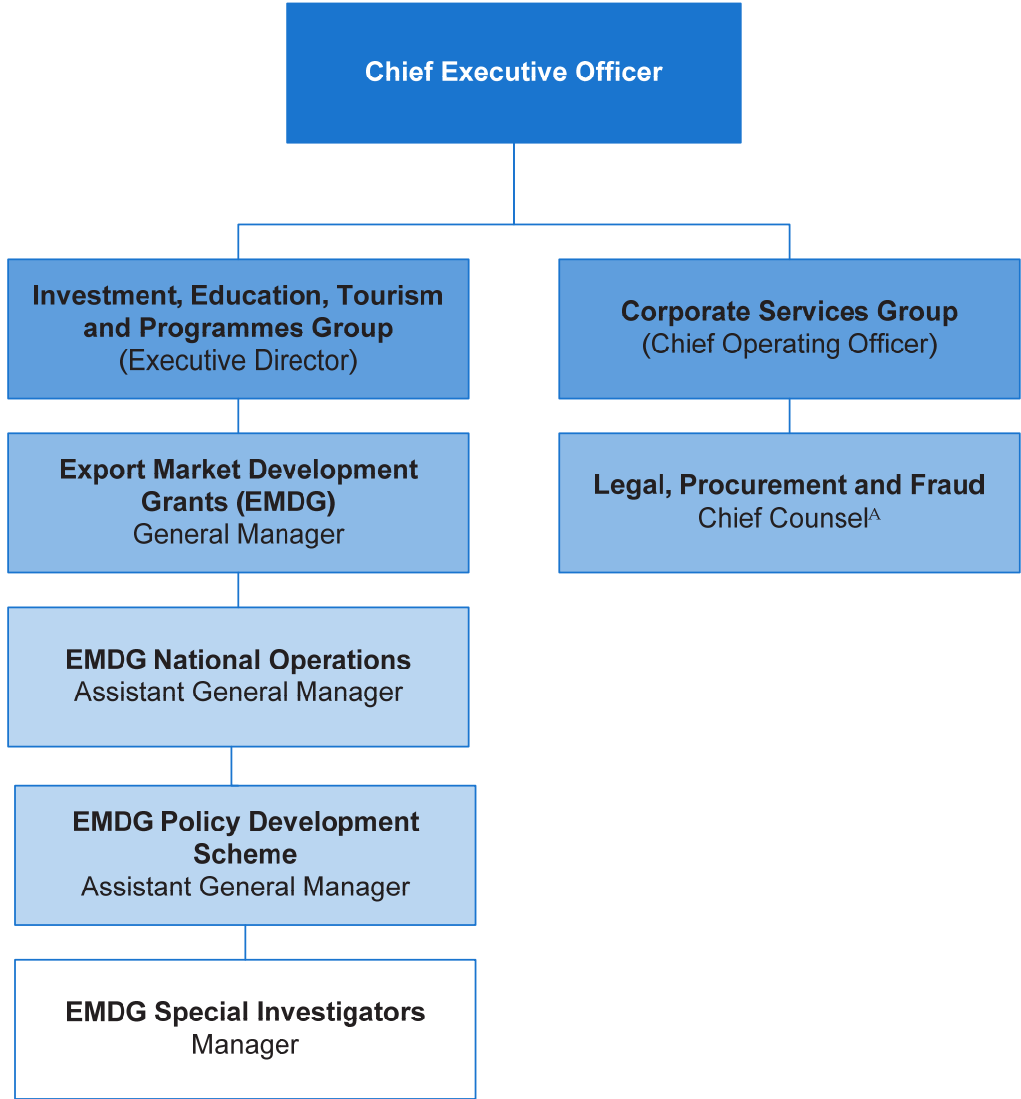 Chief Executive Officer
Investment, Education, Tourism
and Programmes Group
(Executive Director)
Corporate Services Group
(Chief Operating Officer)
Export Market Development
Grants (EMDG)
General Manager
Legal, Procurement and Fraud
Chief Counselᴬ
EMDG National Operations
Assistant General Manager
EMDG Policy Development
Scheme
Assistant General Manager
EMDG Special Investigators
Manager